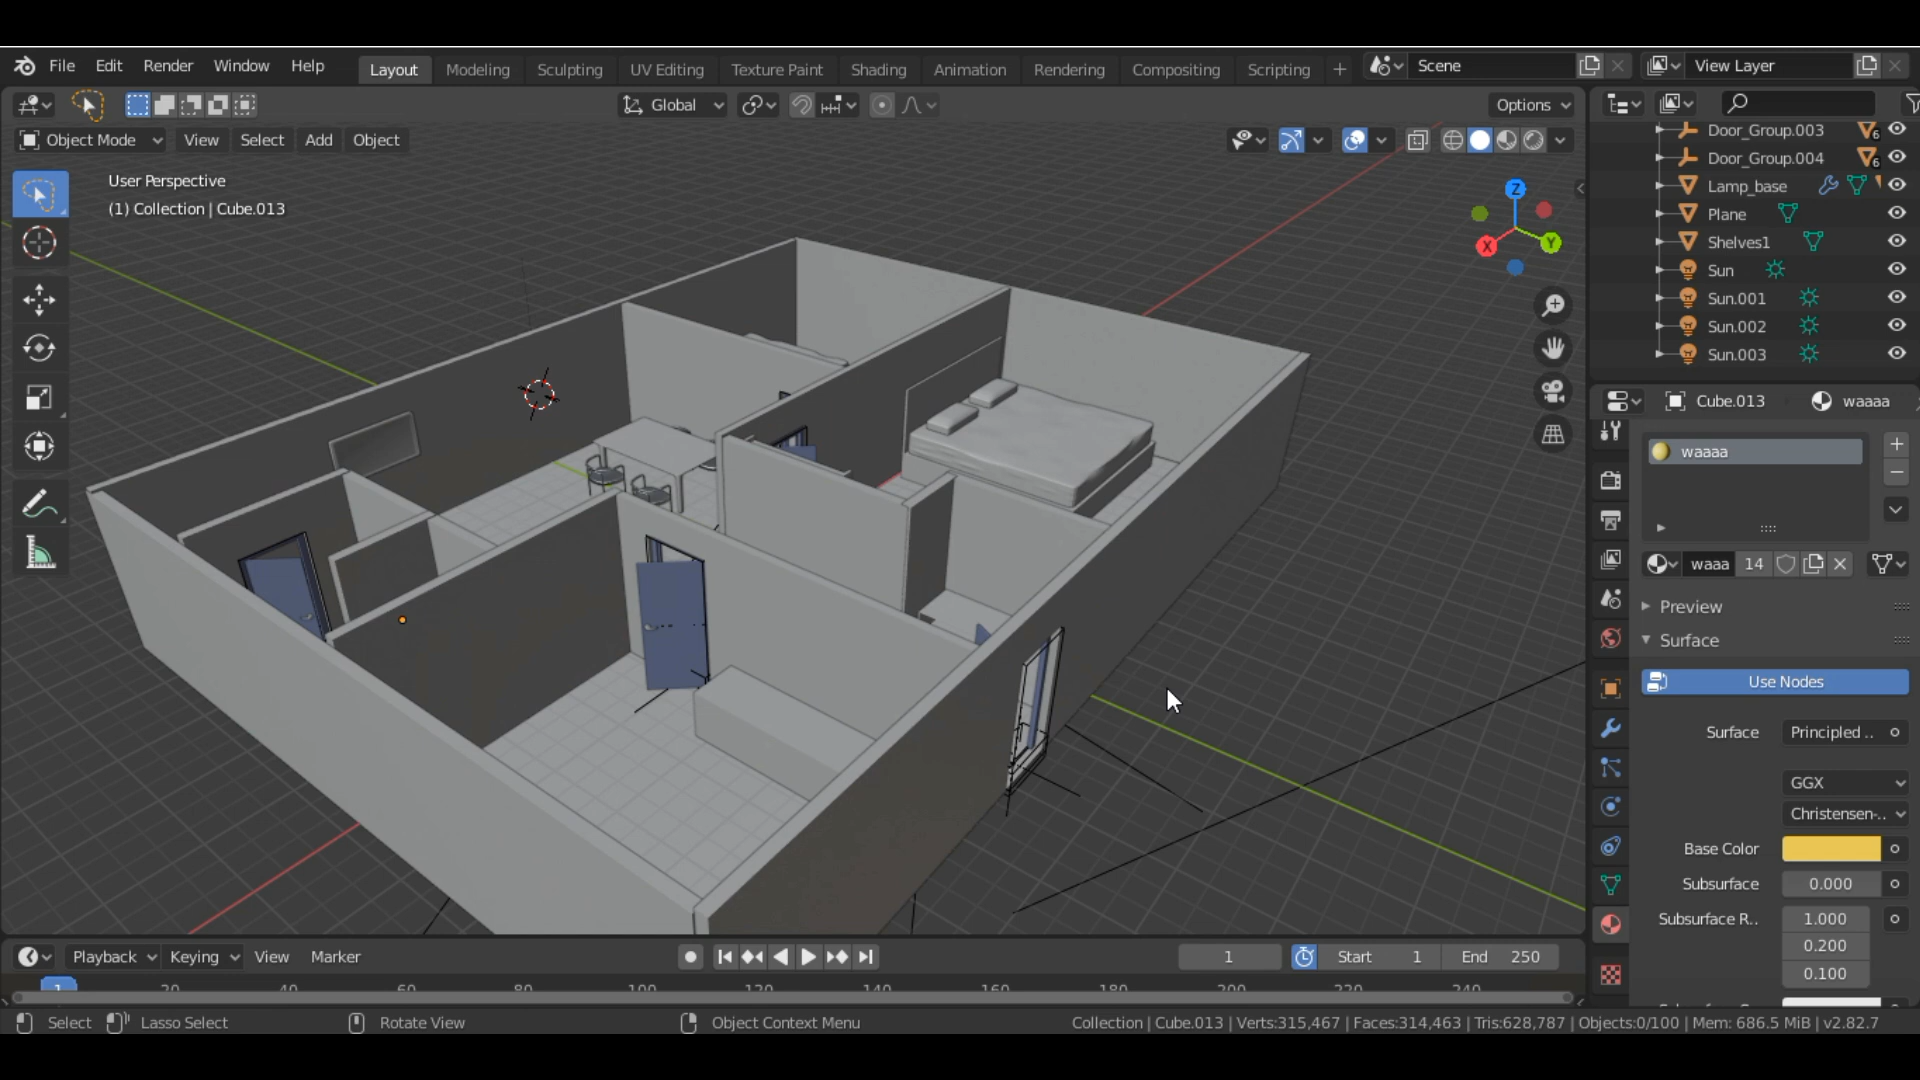 File Edit Render Window Help Layout Modeling Sculpting UV Editing Texture Paint Shading Animation Rendering Compositing Scripting + Scene View Layer
Global Options
Object Mode View Select Add Object
User Perspective
(1) Collection | Cube.013
Z
X
Y
Door_Group.003 6
Door_Group.004 6
Lamp_base
Plane
Shelves1
Sun
Sun.001
Sun.002
Sun.003
Cube.013 waaaa
waaaa
waaa 14
Preview
Surface
Use Nodes
Surface Principled ..
GGX
Christensen-..
Base Color
Subsurface 0.000
Subsurface R.. 1.000
0.200
0.100
Playback Keying View Marker 1 Start 1 End 250
1 20 40 60 80 100 120 140 160 180 200 220 240
Select Lasso Select Rotate View Object Context Menu Collection | Cube.013 | Verts:315,467 | Faces:314,463 | Tris:628,787 | Objects:0/100 | Mem: 686.5 MiB | v2.82.7